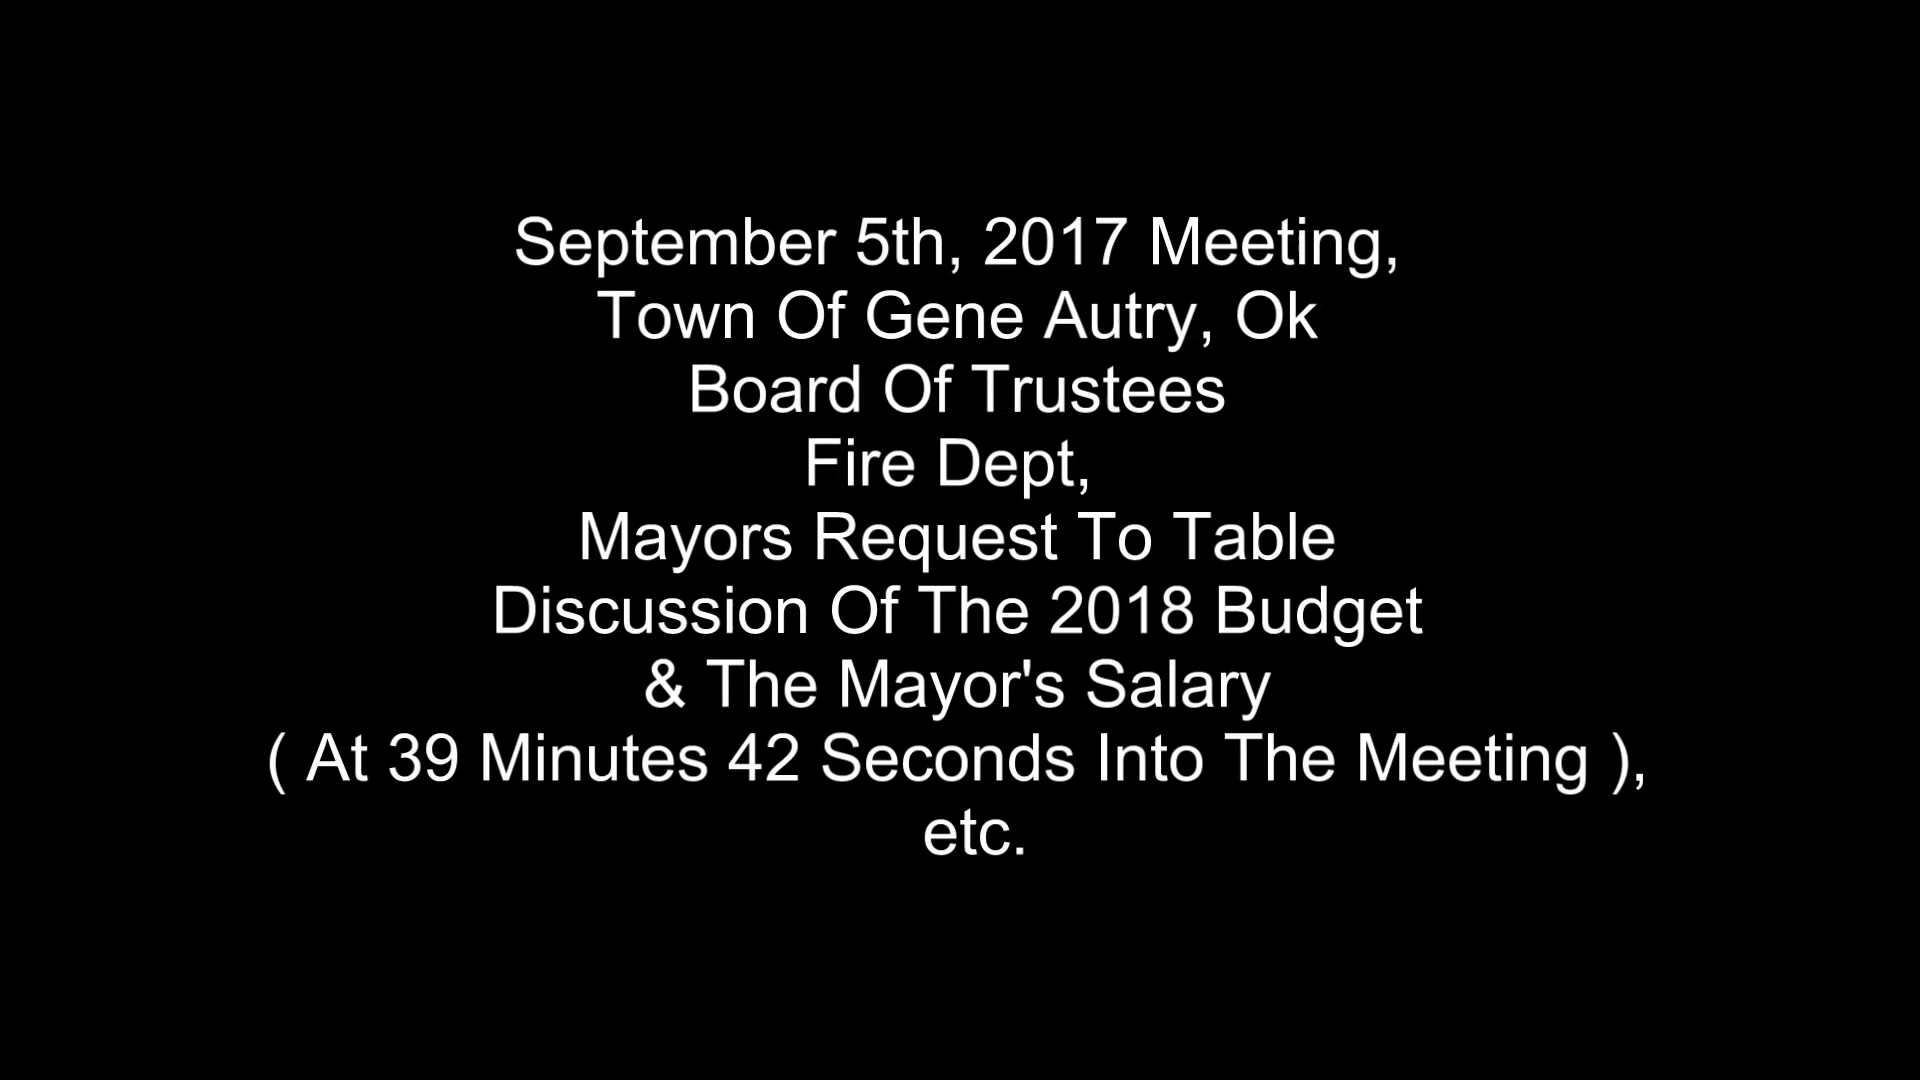 September 5th, 2017 Meeting,
Town Of Gene Autry, Ok
Board Of Trustees
Fire Dept,
Mayors Request To Table
Discussion Of The 2018 Budget
& The Mayor's Salary
( At 39 Minutes 42 Seconds Into The Meeting ),
etc.